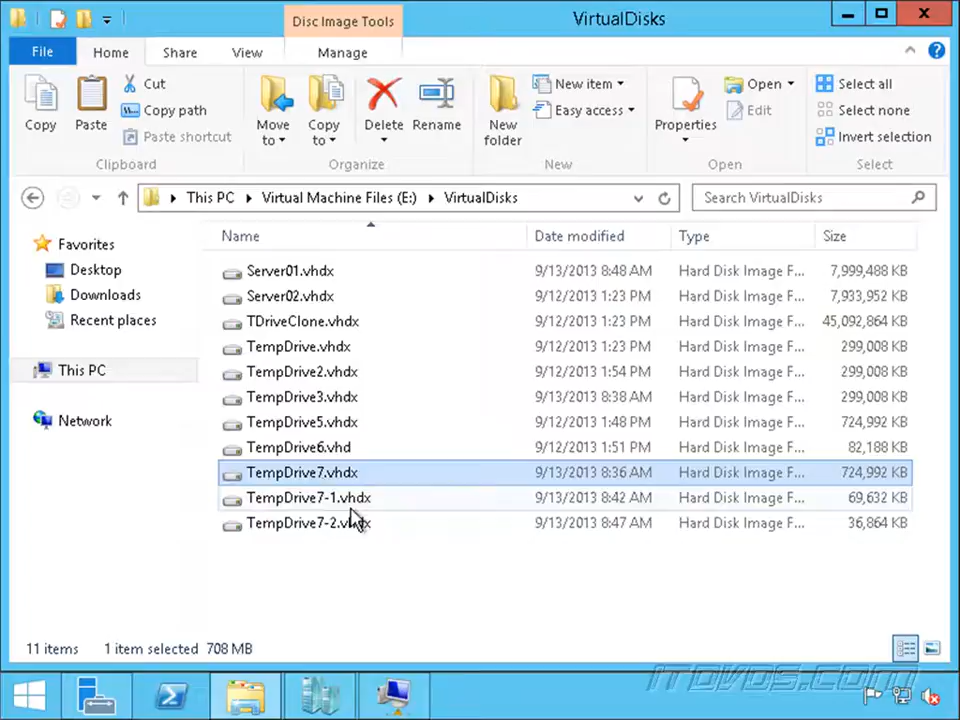 Disc Image Tools
VirtualDisks
File
Home
Share
View
Manage
Copy
Paste
Cut
Copy path
Paste shortcut
Clipboard
Move to
Copy to
Delete
Rename
Organize
New folder
New item
Easy access
New
Properties
Open
Edit
Open
Select all
Select none
Invert selection
Select
This PC
Virtual Machine Files (E:)
VirtualDisks
Search VirtualDisks
Favorites
Desktop
Downloads
Recent places
This PC
Network
Name Date modified Type Size
Server01.vhdx 9/13/2013 8:48 AM Hard Disk Image F... 7,999,488 KB
Server02.vhdx 9/12/2013 1:23 PM Hard Disk Image F... 7,933,952 KB
TDriveClone.vhdx 9/12/2013 1:23 PM Hard Disk Image F... 45,092,864 KB
TempDrive.vhdx 9/12/2013 1:23 PM Hard Disk Image F... 299,008 KB
TempDrive2.vhdx 9/12/2013 1:54 PM Hard Disk Image F... 299,008 KB
TempDrive3.vhdx 9/13/2013 8:38 AM Hard Disk Image F... 299,008 KB
TempDrive5.vhdx 9/12/2013 1:48 PM Hard Disk Image F... 724,992 KB
TempDrive6.vhd 9/12/2013 1:51 PM Hard Disk Image F... 82,188 KB
TempDrive7.vhdx 9/13/2013 8:36 AM Hard Disk Image F... 724,992 KB
TempDrive7-1.vhdx 9/13/2013 8:42 AM Hard Disk Image F... 69,632 KB
TempDrive7-2.vhdx 9/13/2013 8:47 AM Hard Disk Image F... 36,864 KB
11 items 1 item selected 708 MB
ITDVDS.com